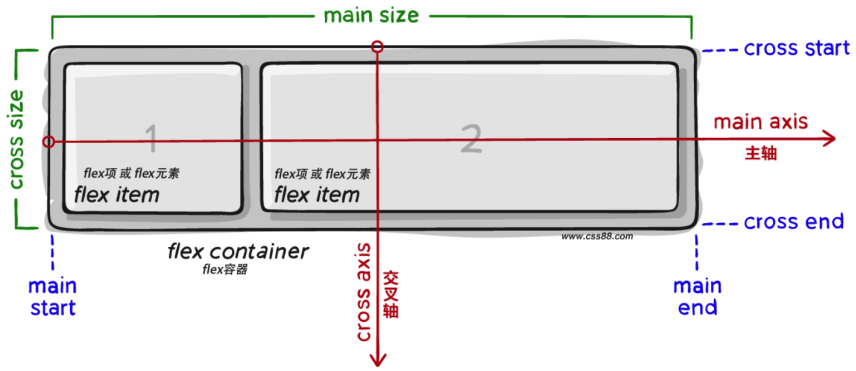 main size
cross start
cross size
1
2
main axis
主轴
flex项 或 flex元素
flex item
flex项 或 flex元素
flex item
cross end
www.css88.com
flex container
flex容器
cross axis
交叉轴
main
start
main
end